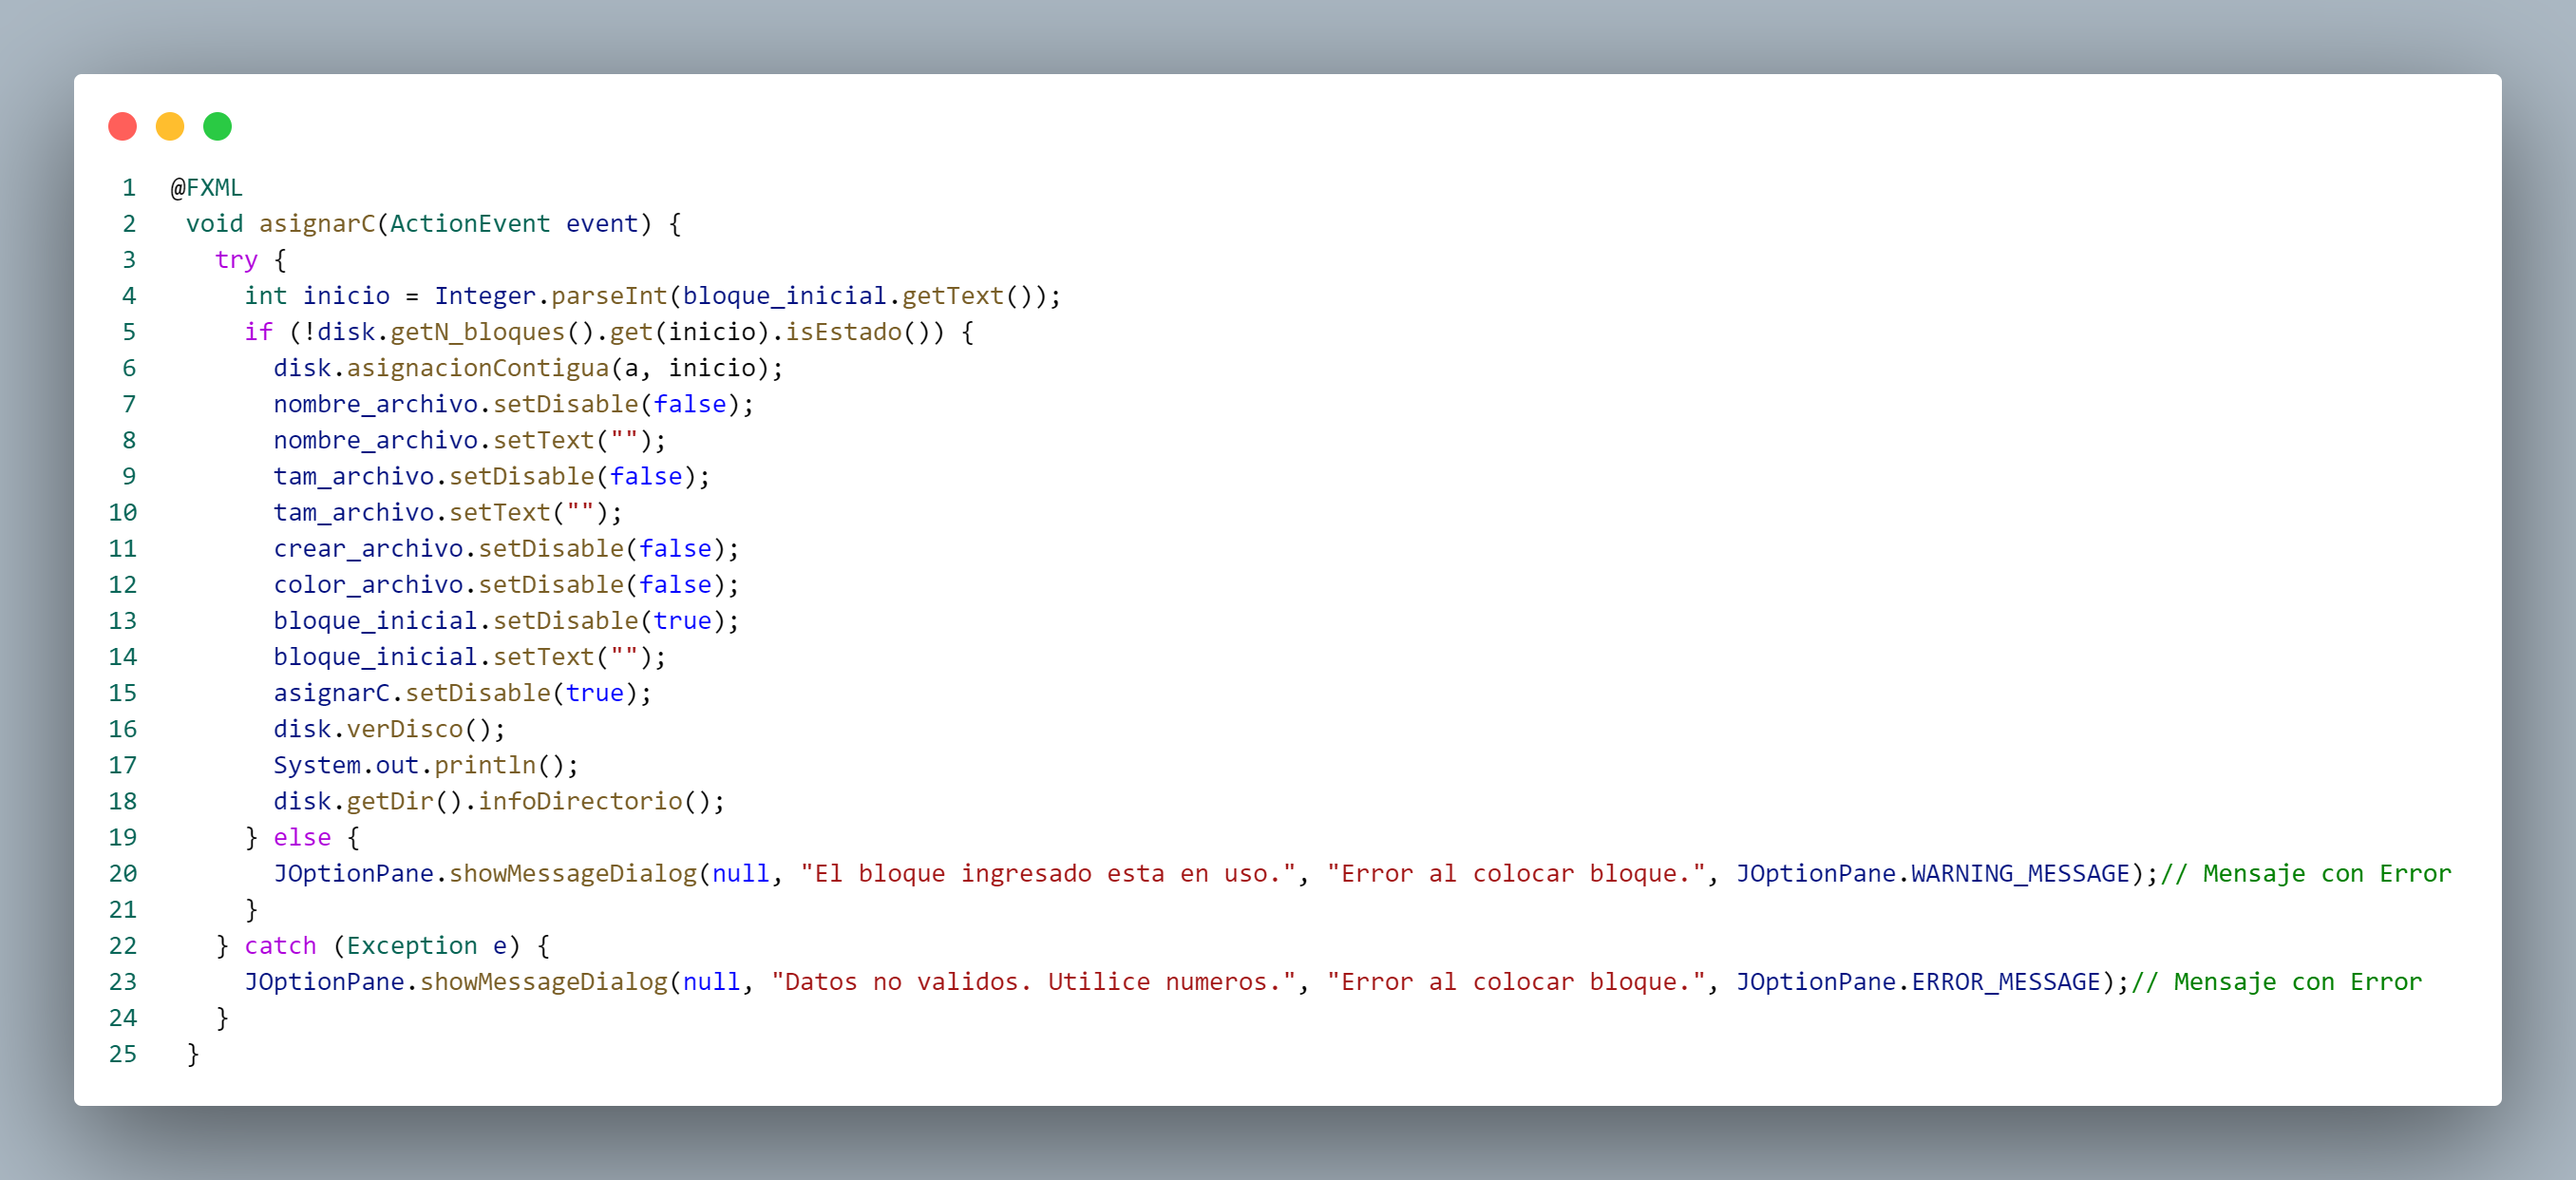 1 @FXML
2 void asignarC(ActionEvent event) {
3 try {
4 int inicio = Integer.parseInt(bloque_inicial.getText());
5 if (!disk.getN_bloques().get(inicio).isEstado()) {
6 disk.asignacionContigua(a, inicio);
7 nombre_archivo.setDisable(false);
8 nombre_archivo.setText("");
9 tam_archivo.setDisable(false);
10 tam_archivo.setText("");
11 crear_archivo.setDisable(false);
12 color_archivo.setDisable(false);
13 bloque_inicial.setDisable(true);
14 bloque_inicial.setText("");
15 asignarC.setDisable(true);
16 disk.verDisco();
17 System.out.println();
18 disk.getDir().infoDirectorio();
19 } else {
20 JOptionPane.showMessageDialog(null, "El bloque ingresado esta en uso.", "Error al colocar bloque.", JOptionPane.WARNING_MESSAGE);// Mensaje con Error
21 }
22 } catch (Exception e) {
23 JOptionPane.showMessageDialog(null, "Datos no validos. Utilice numeros.", "Error al colocar bloque.", JOptionPane.ERROR_MESSAGE);// Mensaje con Error
24 }
25 }